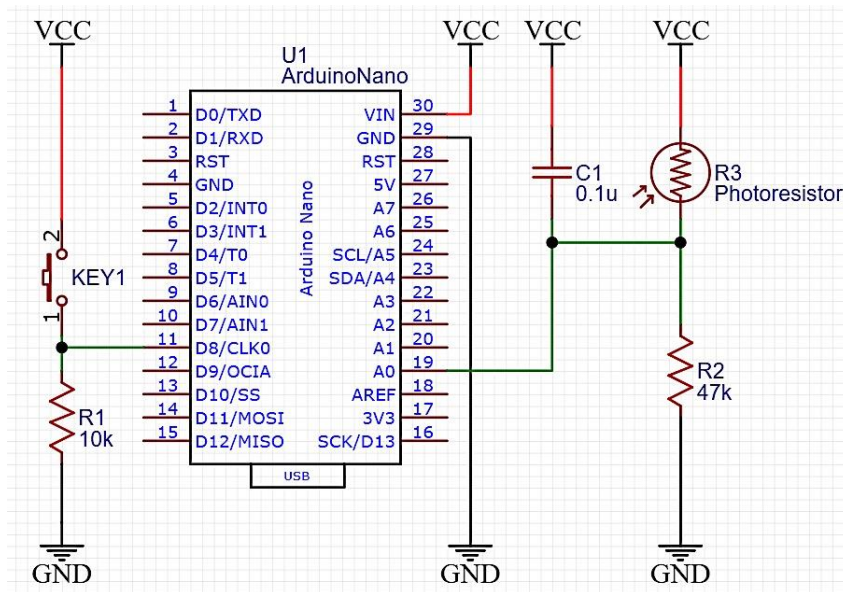 VCC
VCC
VCC
VCC
U1
ArduinoNano
1 D0/TXD VIN 30
2 D1/RXD GND 29
3 RST RST 28
4 GND 5V 27
5 D2/INT0 A7 26
6 D3/INT1 A6 25
7 D4/T0 SCL/A5 24
8 D5/T1 SDA/A4 23
9 D6/AIN0 A3 22
10 D7/AIN1 A2 21
11 D8/CLK0 A1 20
12 D9/OCIA A0 19
13 D10/SS AREF 18
14 D11/MOSI 3V3 17
15 D12/MISO SCK/D13 16
Arduino Nano
USB
2
KEY1
1
R1
10k
C1
0.1u
R3
Photoresistor
R2
47k
GND
GND
GND